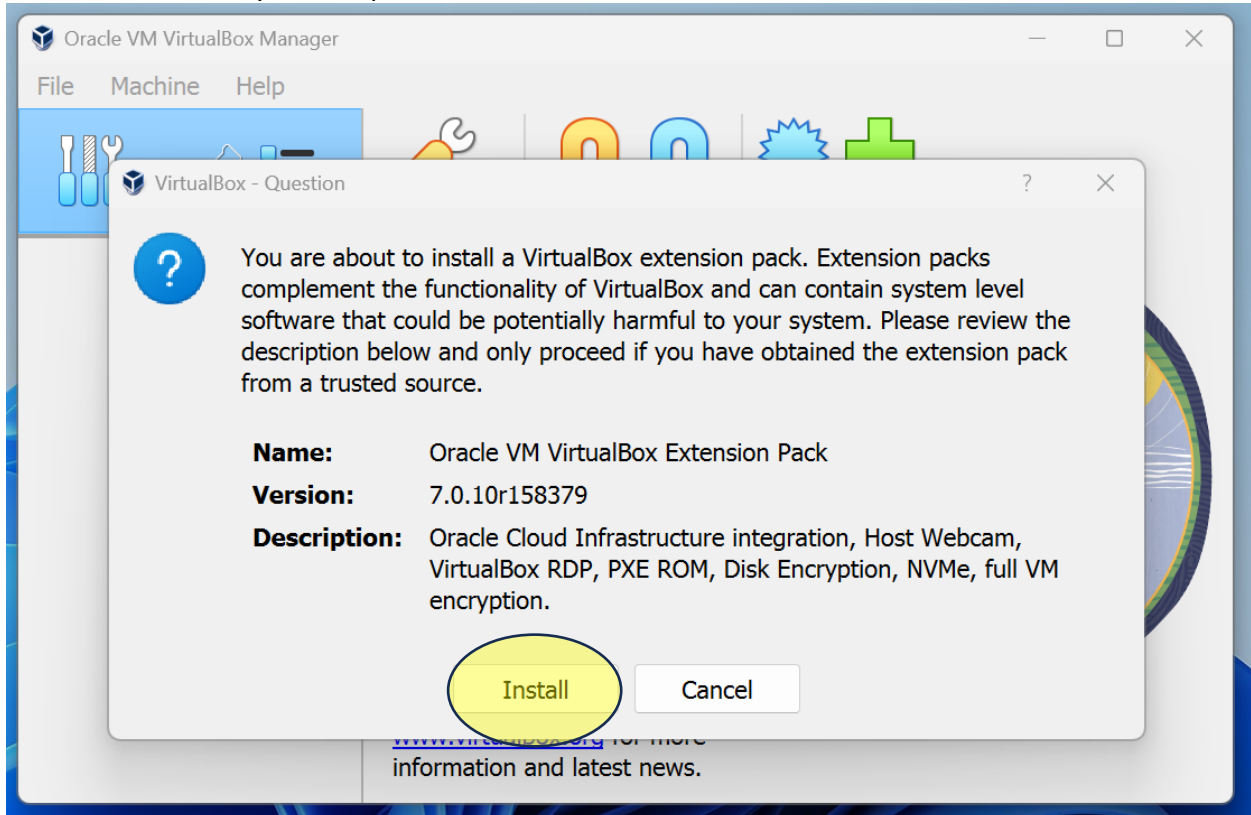 Oracle VM VirtualBox Manager
File Machine Help
VirtualBox - Question
You are about to install a VirtualBox extension pack. Extension packs
complement the functionality of VirtualBox and can contain system level
software that could be potentially harmful to your system. Please review the
description below and only proceed if you have obtained the extension pack
from a trusted source.
Name: Oracle VM VirtualBox Extension Pack
Version: 7.0.10r158379
Description: Oracle Cloud Infrastructure integration, Host Webcam,
VirtualBox RDP, PXE ROM, Disk Encryption, NVMe, full VM
encryption.
Install Cancel
www.virtualbox.org for more
information and latest news.